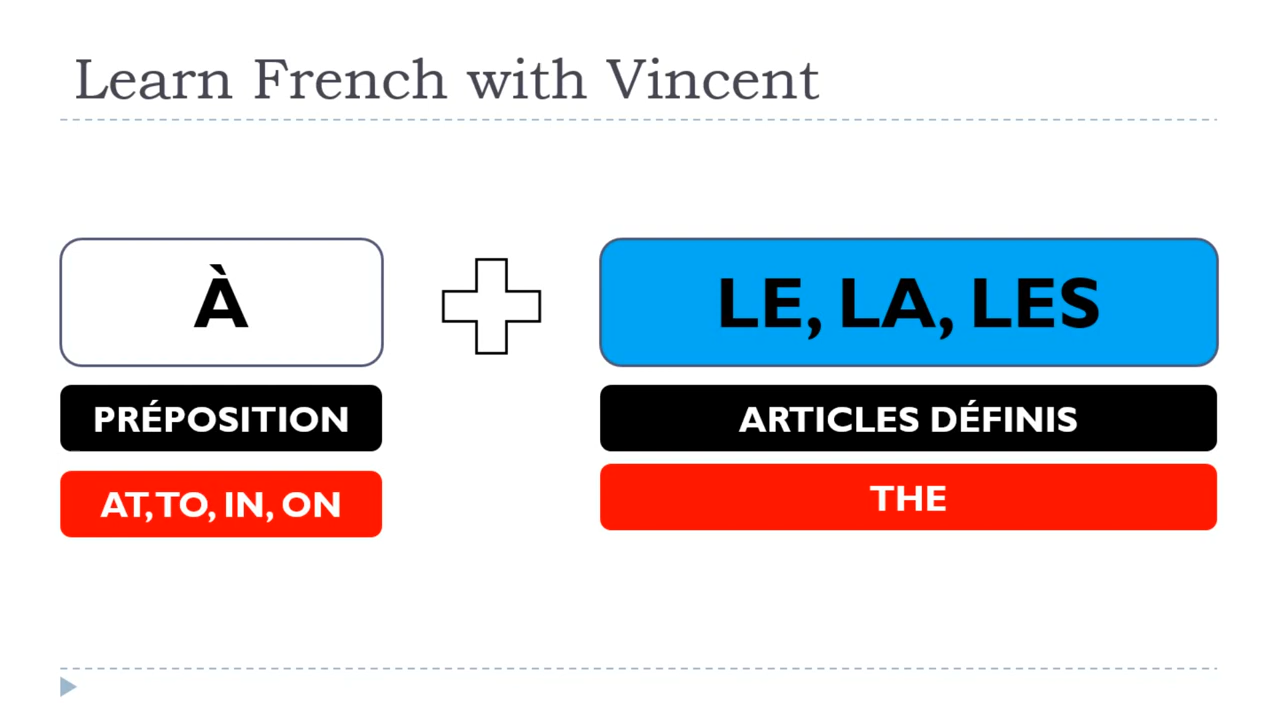 Learn French with Vincent
À
LE, LA, LES
PRÉPOSITION
ARTICLES DÉFINIS
AT, TO, IN, ON
THE